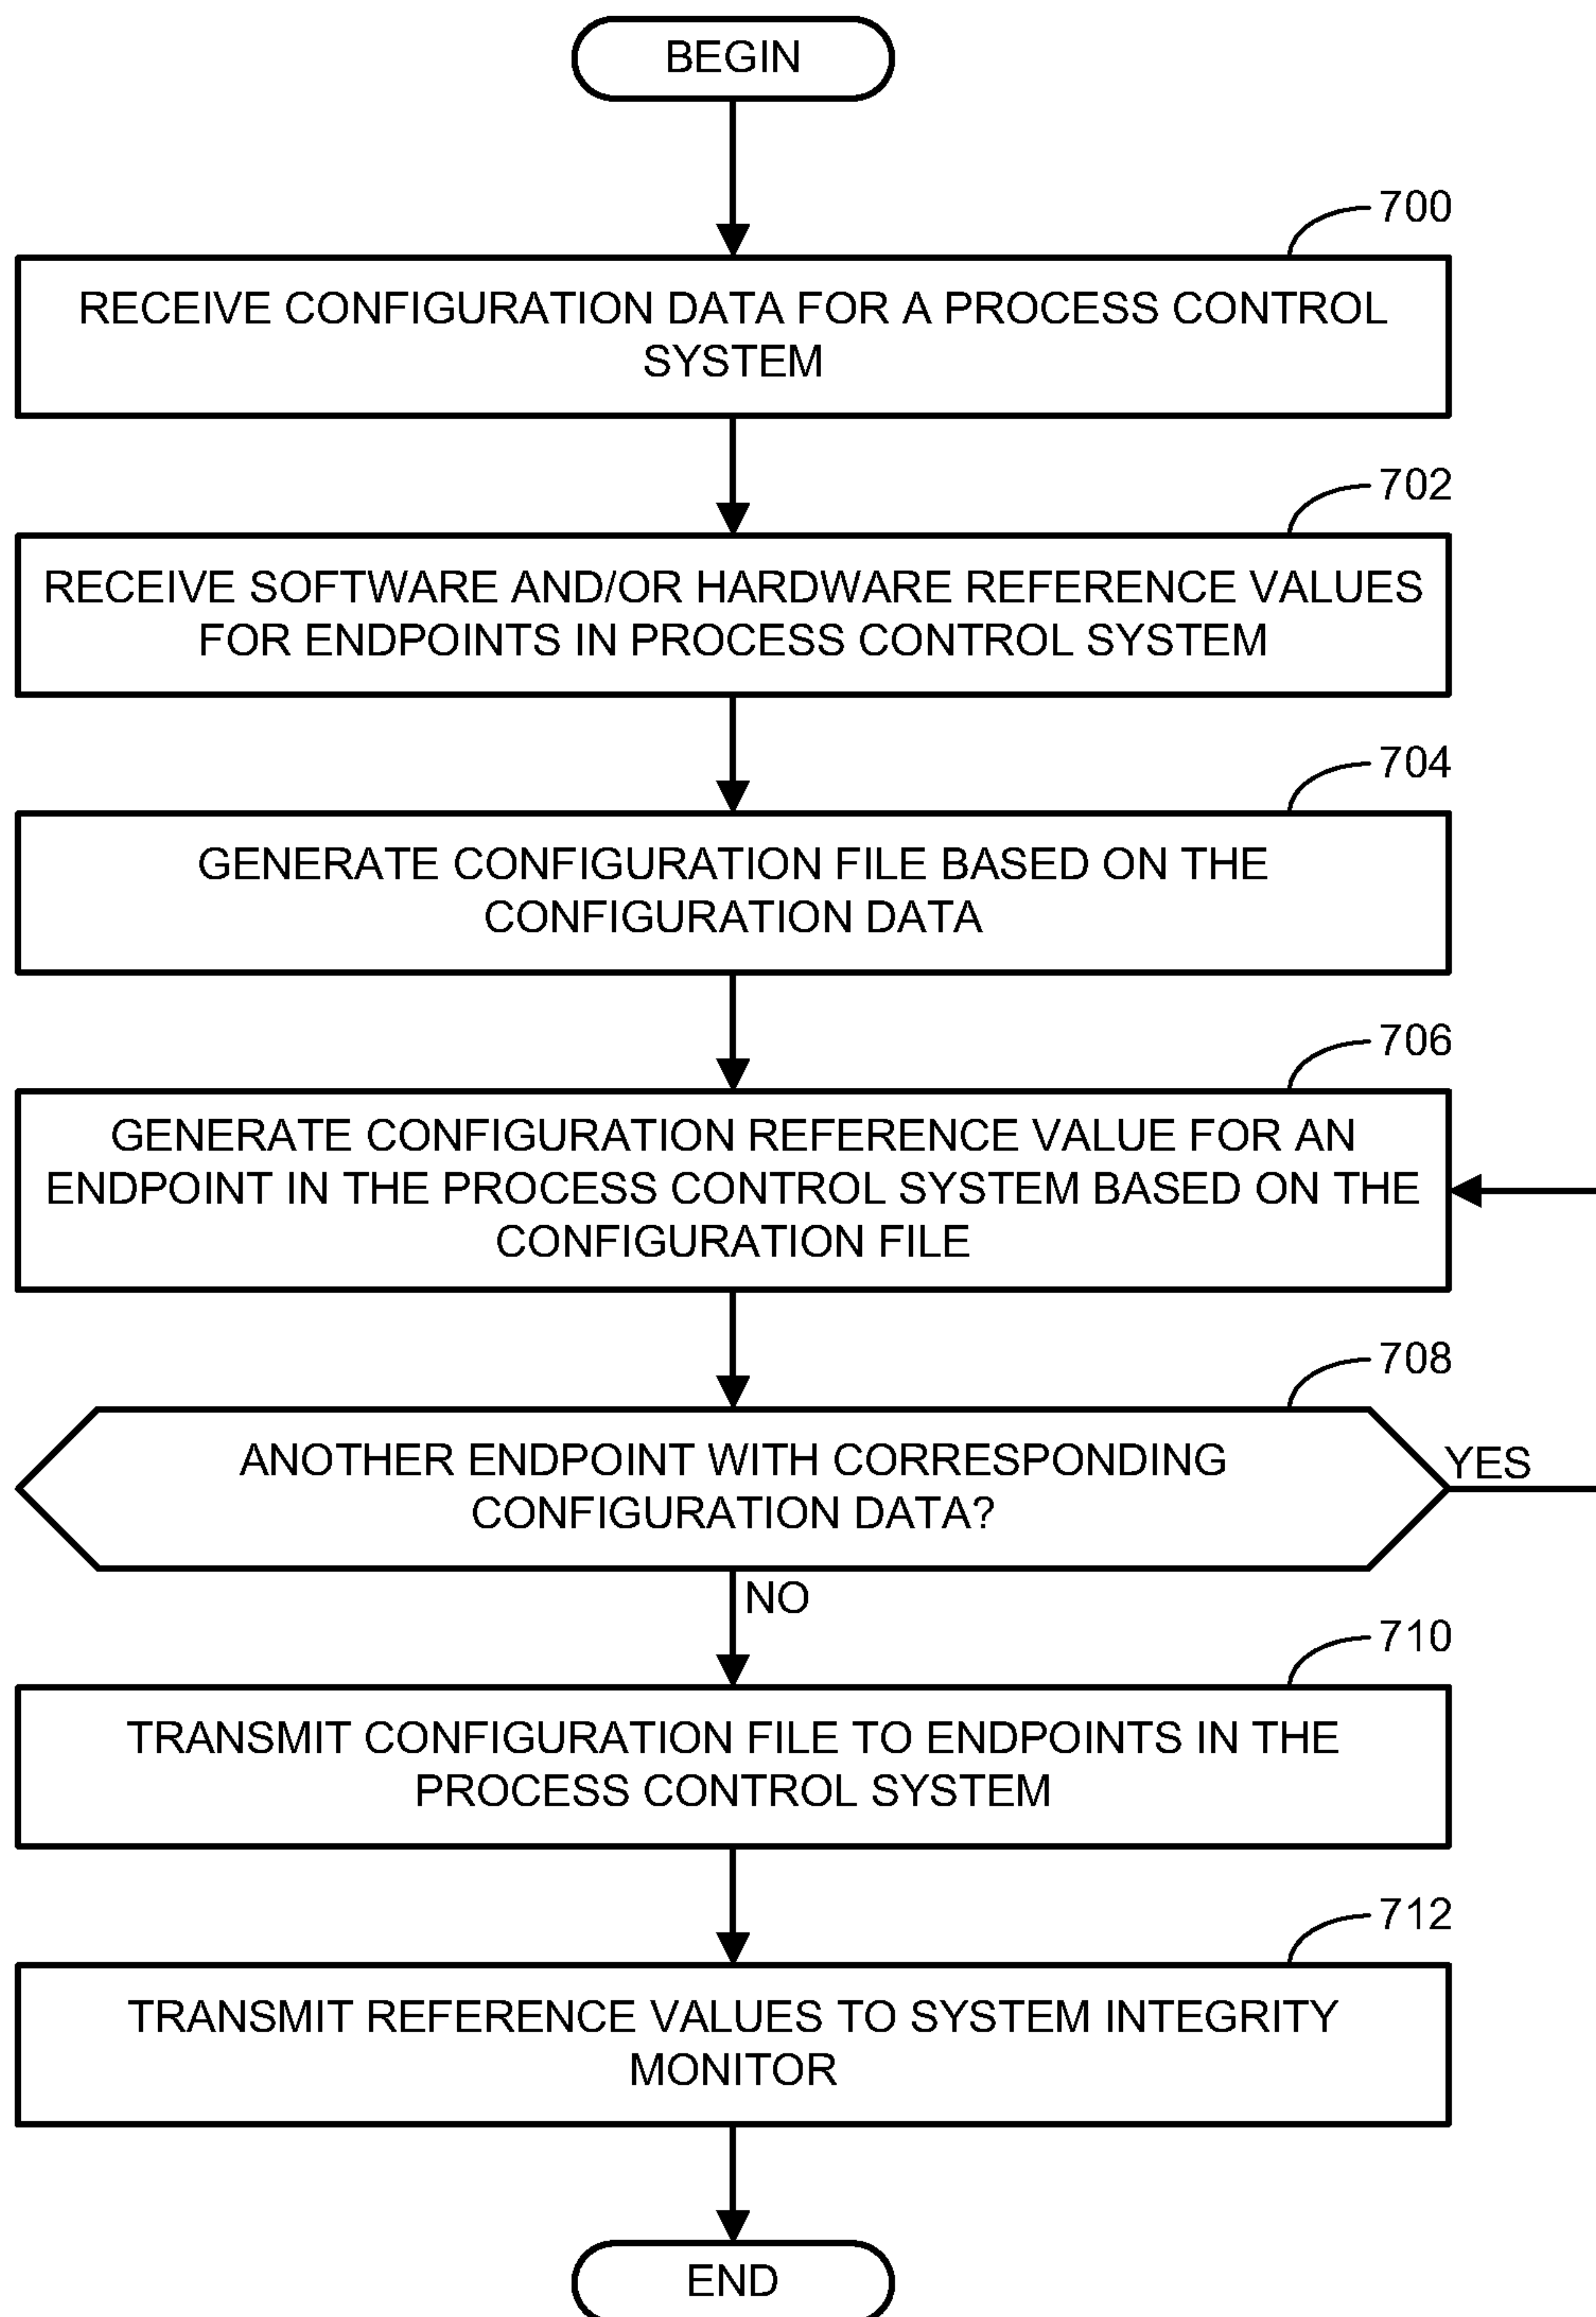 BEGIN
700
RECEIVE CONFIGURATION DATA FOR A PROCESS CONTROL
SYSTEM
702
RECEIVE SOFTWARE AND/OR HARDWARE REFERENCE VALUES
FOR ENDPOINTS IN PROCESS CONTROL SYSTEM
704
GENERATE CONFIGURATION FILE BASED ON THE
CONFIGURATION DATA
706
GENERATE CONFIGURATION REFERENCE VALUE FOR AN
ENDPOINT IN THE PROCESS CONTROL SYSTEM BASED ON THE
CONFIGURATION FILE
708
ANOTHER ENDPOINT WITH CORRESPONDING
CONFIGURATION DATA?
YES
NO
710
TRANSMIT CONFIGURATION FILE TO ENDPOINTS IN THE
PROCESS CONTROL SYSTEM
712
TRANSMIT REFERENCE VALUES TO SYSTEM INTEGRITY
MONITOR
END